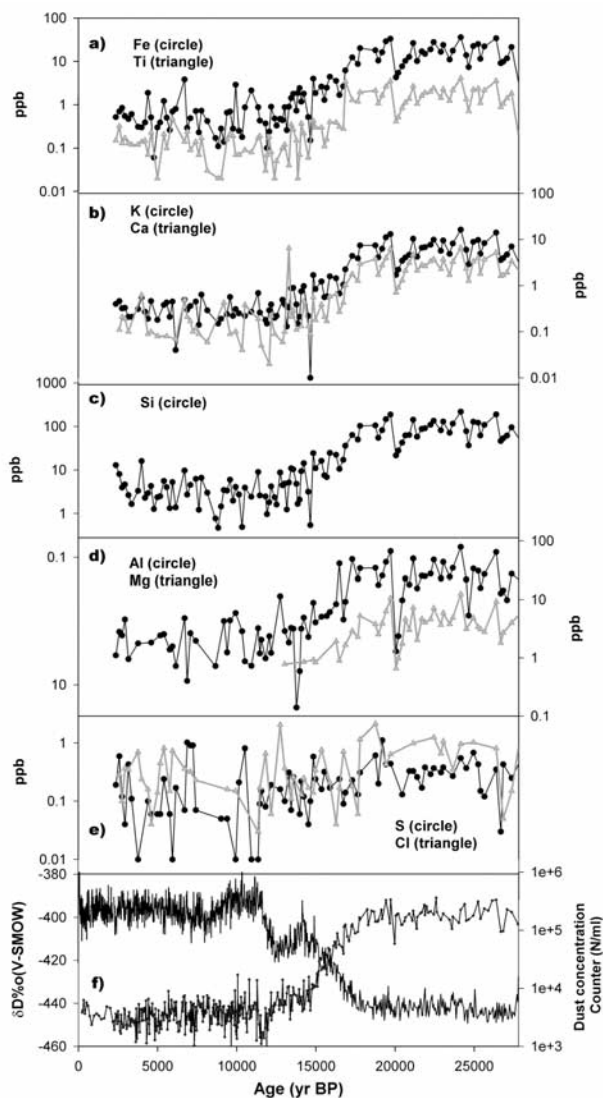 100
a)
Fe (circle)
Ti (triangle)
10
ppb
1
0.1
0.01
100
b)
K (circle)
Ca (triangle)
10
ppb
1
0.1
0.01
1000
c)
Si (circle)
100
ppb
10
1
0.1
100
d)
Al (circle)
Mg (triangle)
10
ppb
1
10
0.1
1
ppb
0.1
S (circle)
e)
Cl (triangle)
0.01
-380
1e+6
-400
1e+5
δD‰(V-SMOW)
-420
Dust concentration
Counter (N/ml)
-440
1e+4
f)
-460
1e+3
0 5000 10000 15000 20000 25000
Age (yr BP)